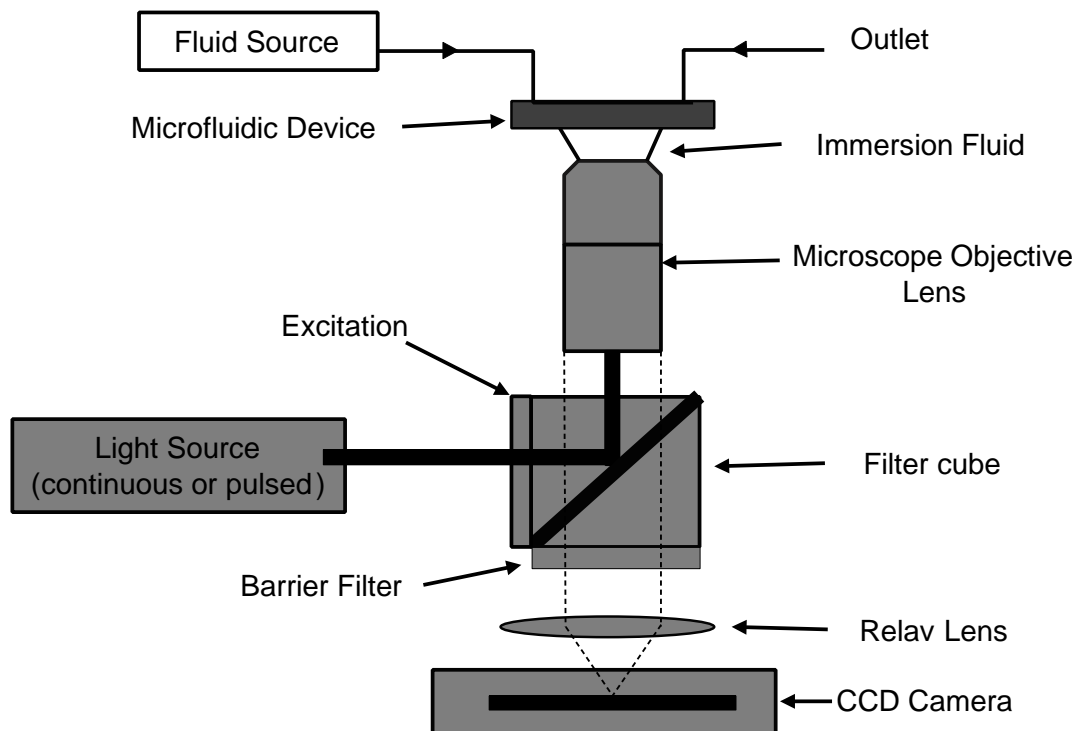 Fluid Source
Outlet
Microfluidic Device
Immersion Fluid
Microscope Objective
Lens
Excitation
Light Source
(continuous or pulsed)
Filter cube
Barrier Filter
Relav Lens
CCD Camera